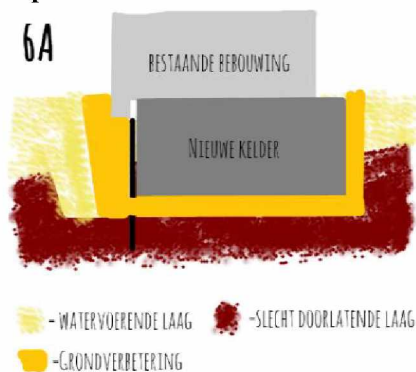 6A
BESTAANDE BEBOUWING
NIEUWE KELDER
= WATERVOERENDE LAAG
=SLECHT DOORLATENDE LAAG
=GRONDVERBETERING